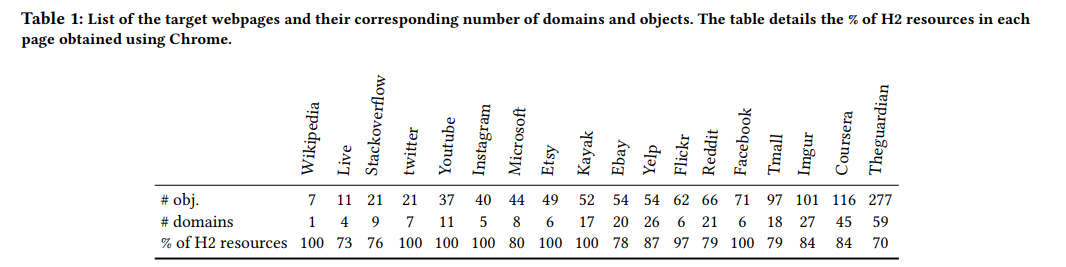 Table 1: List of the target webpages and their corresponding number of domains and objects. The table details the % of H2 resources in each
page obtained using Chrome.
Wikipedia Live Stackoverflow twitter Youtube Instagram Microsoft Etsy Kayak Ebay Yelp Flickr Reddit Facebook Tmall Imgur Coursera Theguardian
# obj. 7 11 21 21 37 40 44 49 52 54 54 62 66 71 97 101 116 277
# domains 1 4 9 7 11 5 8 6 17 20 26 6 21 6 18 27 45 59
% of H2 resources 100 73 76 100 100 100 80 100 100 78 87 97 79 100 79 84 84 70